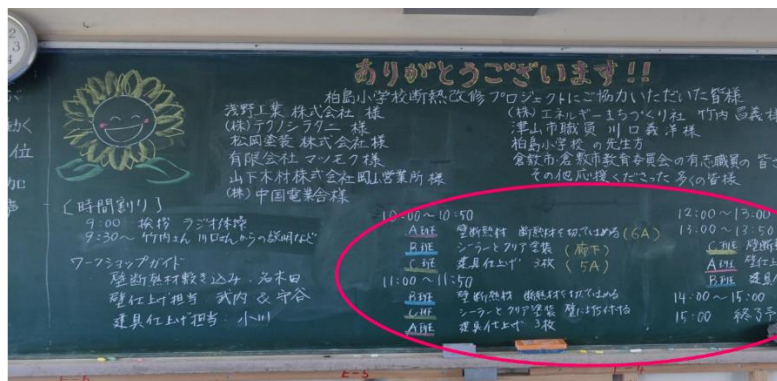 ありがとうございます!!
柏島小学校断熱改修プロジェクトにご協力いただいた皆様
浅野工業 株式会社 様
(株)テクノシラタニ 様
松岡塗装 株式会社 様
有限会社 マツモク 様
山下木材株式会社 岡山営業所 様
(株)中国電業舎様
(株)エネルギーまちづくり社 竹内 昌義 様
津山市職員 川口義洋様
柏島小学校 の先生方
倉敷市・倉敷市教育委員会の有志職員の皆
その他応援くださった 多くの皆様
[時間割り]
9:00 挨拶 ラジオ体操
9:30~ 竹内さん 川口さんからの説明など
ワークショップガイド
壁断熱材敷き込み 名木田
壁仕上げ担当 武内 & 守谷
建具仕上げ担当 小川
10:00~10:50
A班 壁断熱材 断熱材を切ってはめる (6A)
B班 シーラーとクリア塗装 (廊下)
C班 建具仕上げ 3枚 (5A)
11:00~11:50
B班 壁断熱材 断熱材を切ってはめる
C班 シーラーとクリア塗装 壁に取り付ける
A班 建具仕上げ 3枚
12:00~13:00
13:00~13:50
C班 壁断
A班 壁仕上
B班 建具
14:00~15:00
15:00 終了予